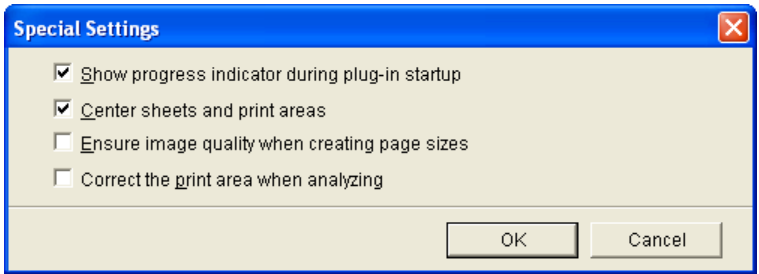 Special Settings
Show progress indicator during plug-in startup
Center sheets and print areas
Ensure image quality when creating page sizes
Correct the print area when analyzing
OK Cancel